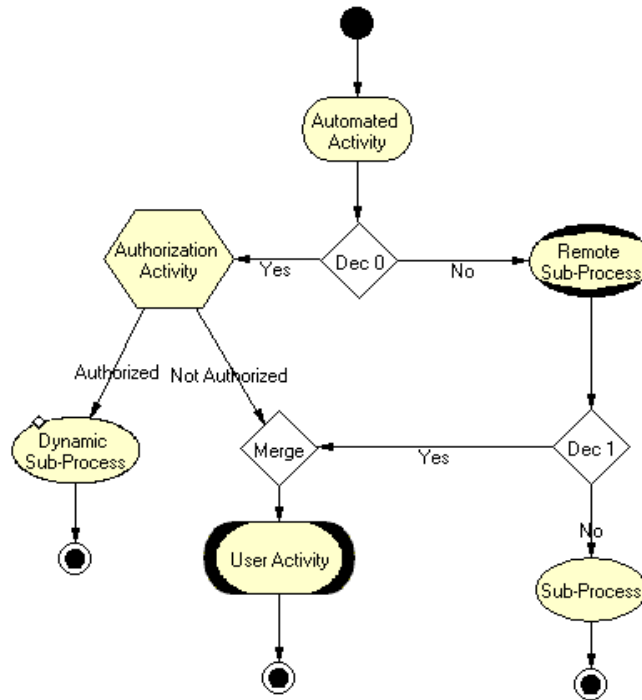 Automated
Activity
Authorization
Activity
Yes
Dec 0
No
Remote
Sub-Process
Authorized
Not Authorized
Dynamic
Sub-Process
Merge
Yes
Dec 1
No
User Activity
Sub-Process